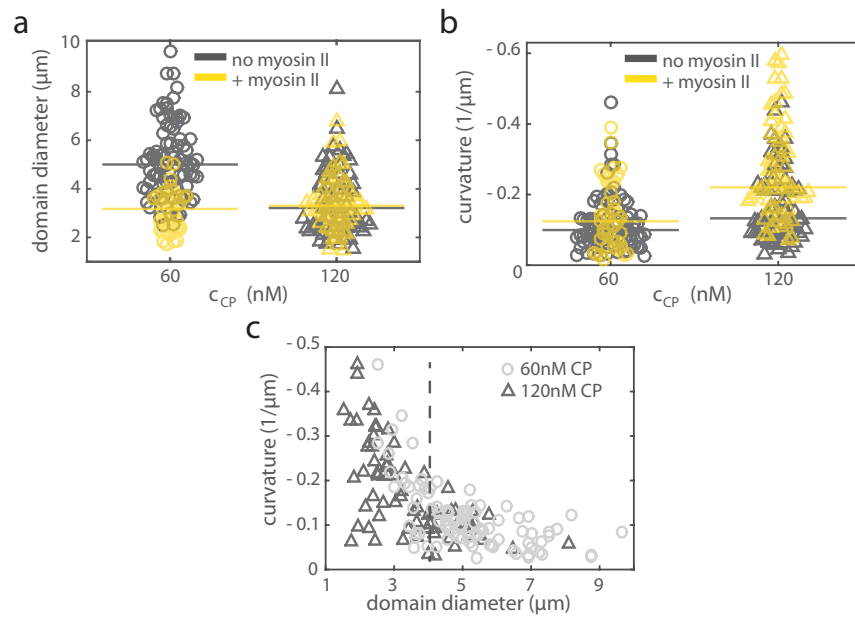 a
domain diameter (μm)
10
8
6
4
2
no myosin II
+ myosin II
60
120
c_CP (nM)
b
curvature (1/μm)
- 0.6
- 0.4
- 0.2
0
no myosin II
+ myosin II
60
120
c_CP (nM)
c
curvature (1/μm)
- 0.5
- 0.4
- 0.3
- 0.2
- 0.1
0
60nM CP
120nM CP
1 3 5 7 9
domain diameter (μm)